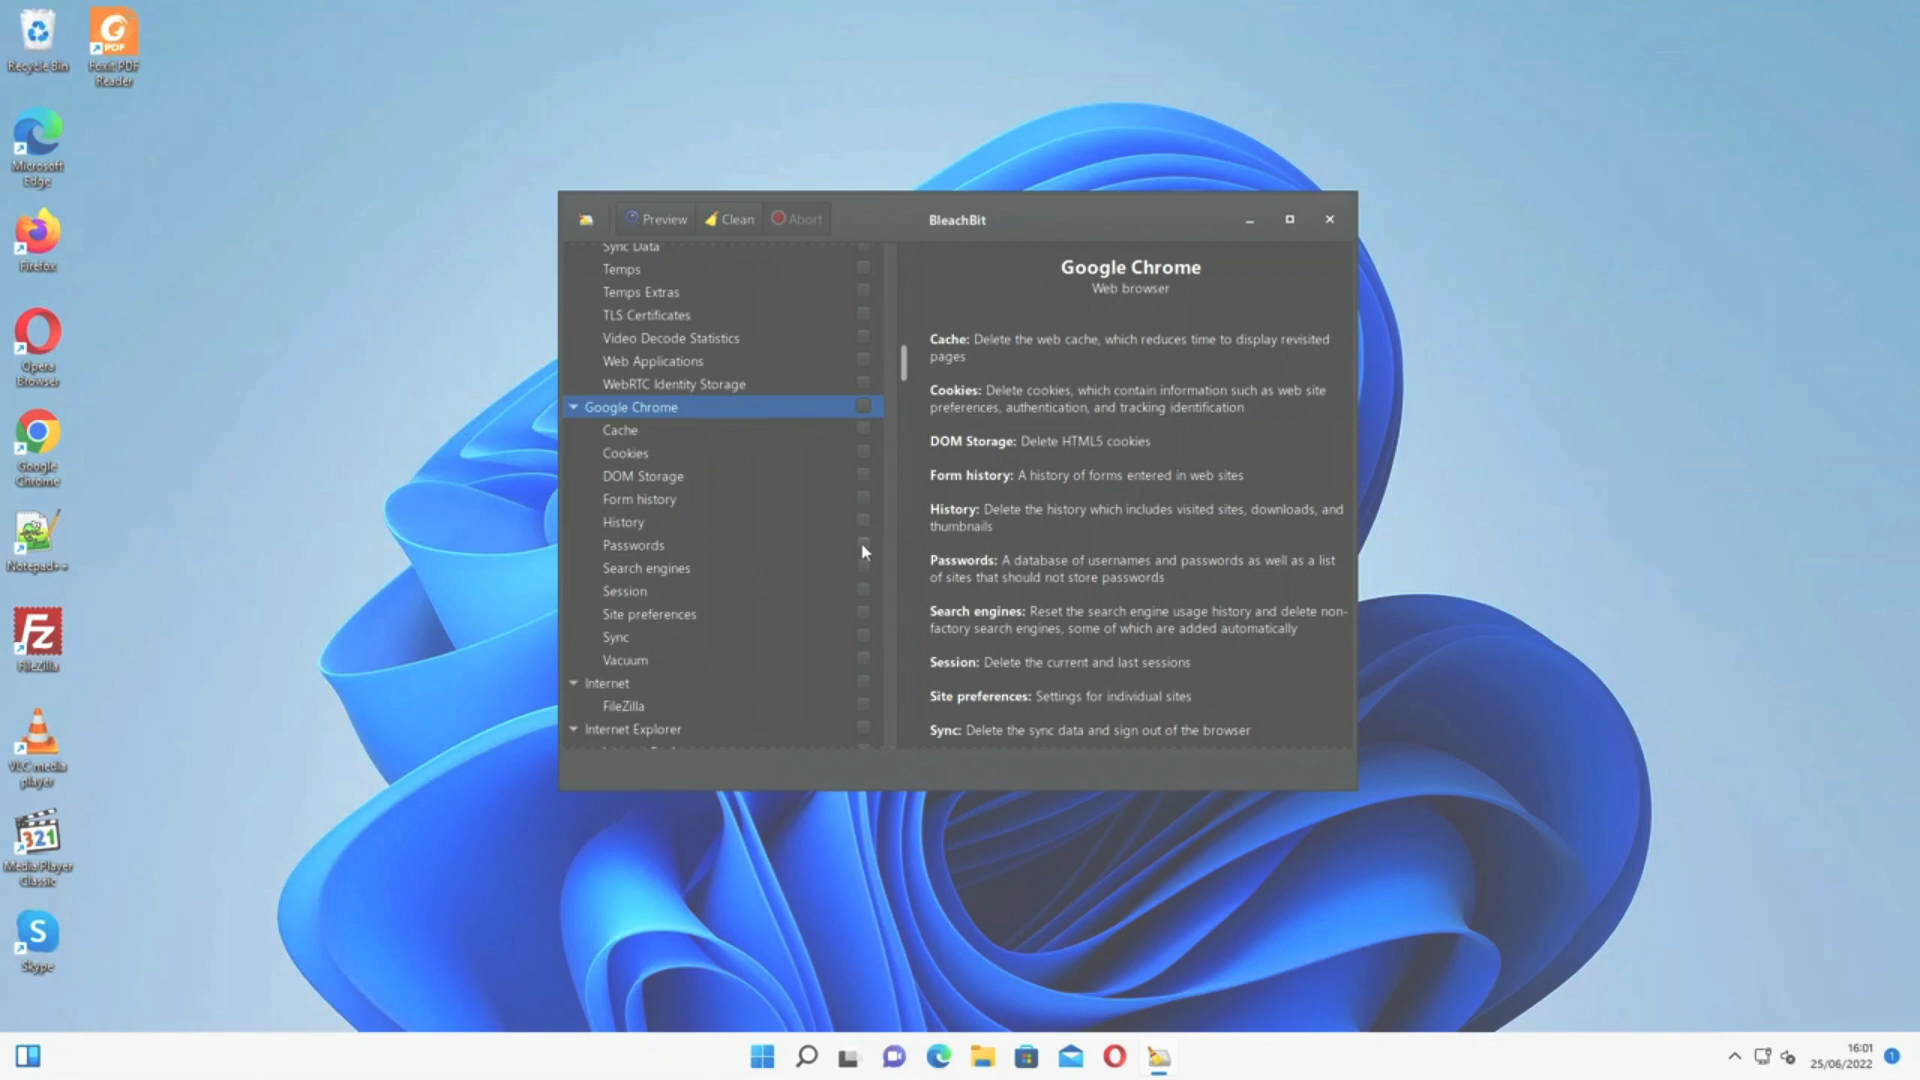 Recycle Bin
PDF
Foxit PDF
Reader
Microsoft
Edge
Firefox
Opera
Browser
Google
Chrome
Notepad++
Fz
FileZilla
VLC media
player
321
Media Player
Classic
S
Skype
Preview
Clean
Abort
BleachBit
Sync Data
Temps
Temps Extras
TLS Certificates
Video Decode Statistics
Web Applications
WebRTC Identity Storage
Google Chrome
Cache
Cookies
DOM Storage
Form history
History
Passwords
Search engines
Session
Site preferences
Sync
Vacuum
Internet
FileZilla
Internet Explorer
Google Chrome
Web browser
Cache: Delete the web cache, which reduces time to display revisited
pages
Cookies: Delete cookies, which contain information such as web site
preferences, authentication, and tracking identification
DOM Storage: Delete HTML5 cookies
Form history: A history of forms entered in web sites
History: Delete the history which includes visited sites, downloads, and
thumbnails
Passwords: A database of usernames and passwords as well as a list
of sites that should not store passwords
Search engines: Reset the search engine usage history and delete non-
factory search engines, some of which are added automatically
Session: Delete the current and last sessions
Site preferences: Settings for individual sites
Sync: Delete the sync data and sign out of the browser
16:01
25/06/2022
1